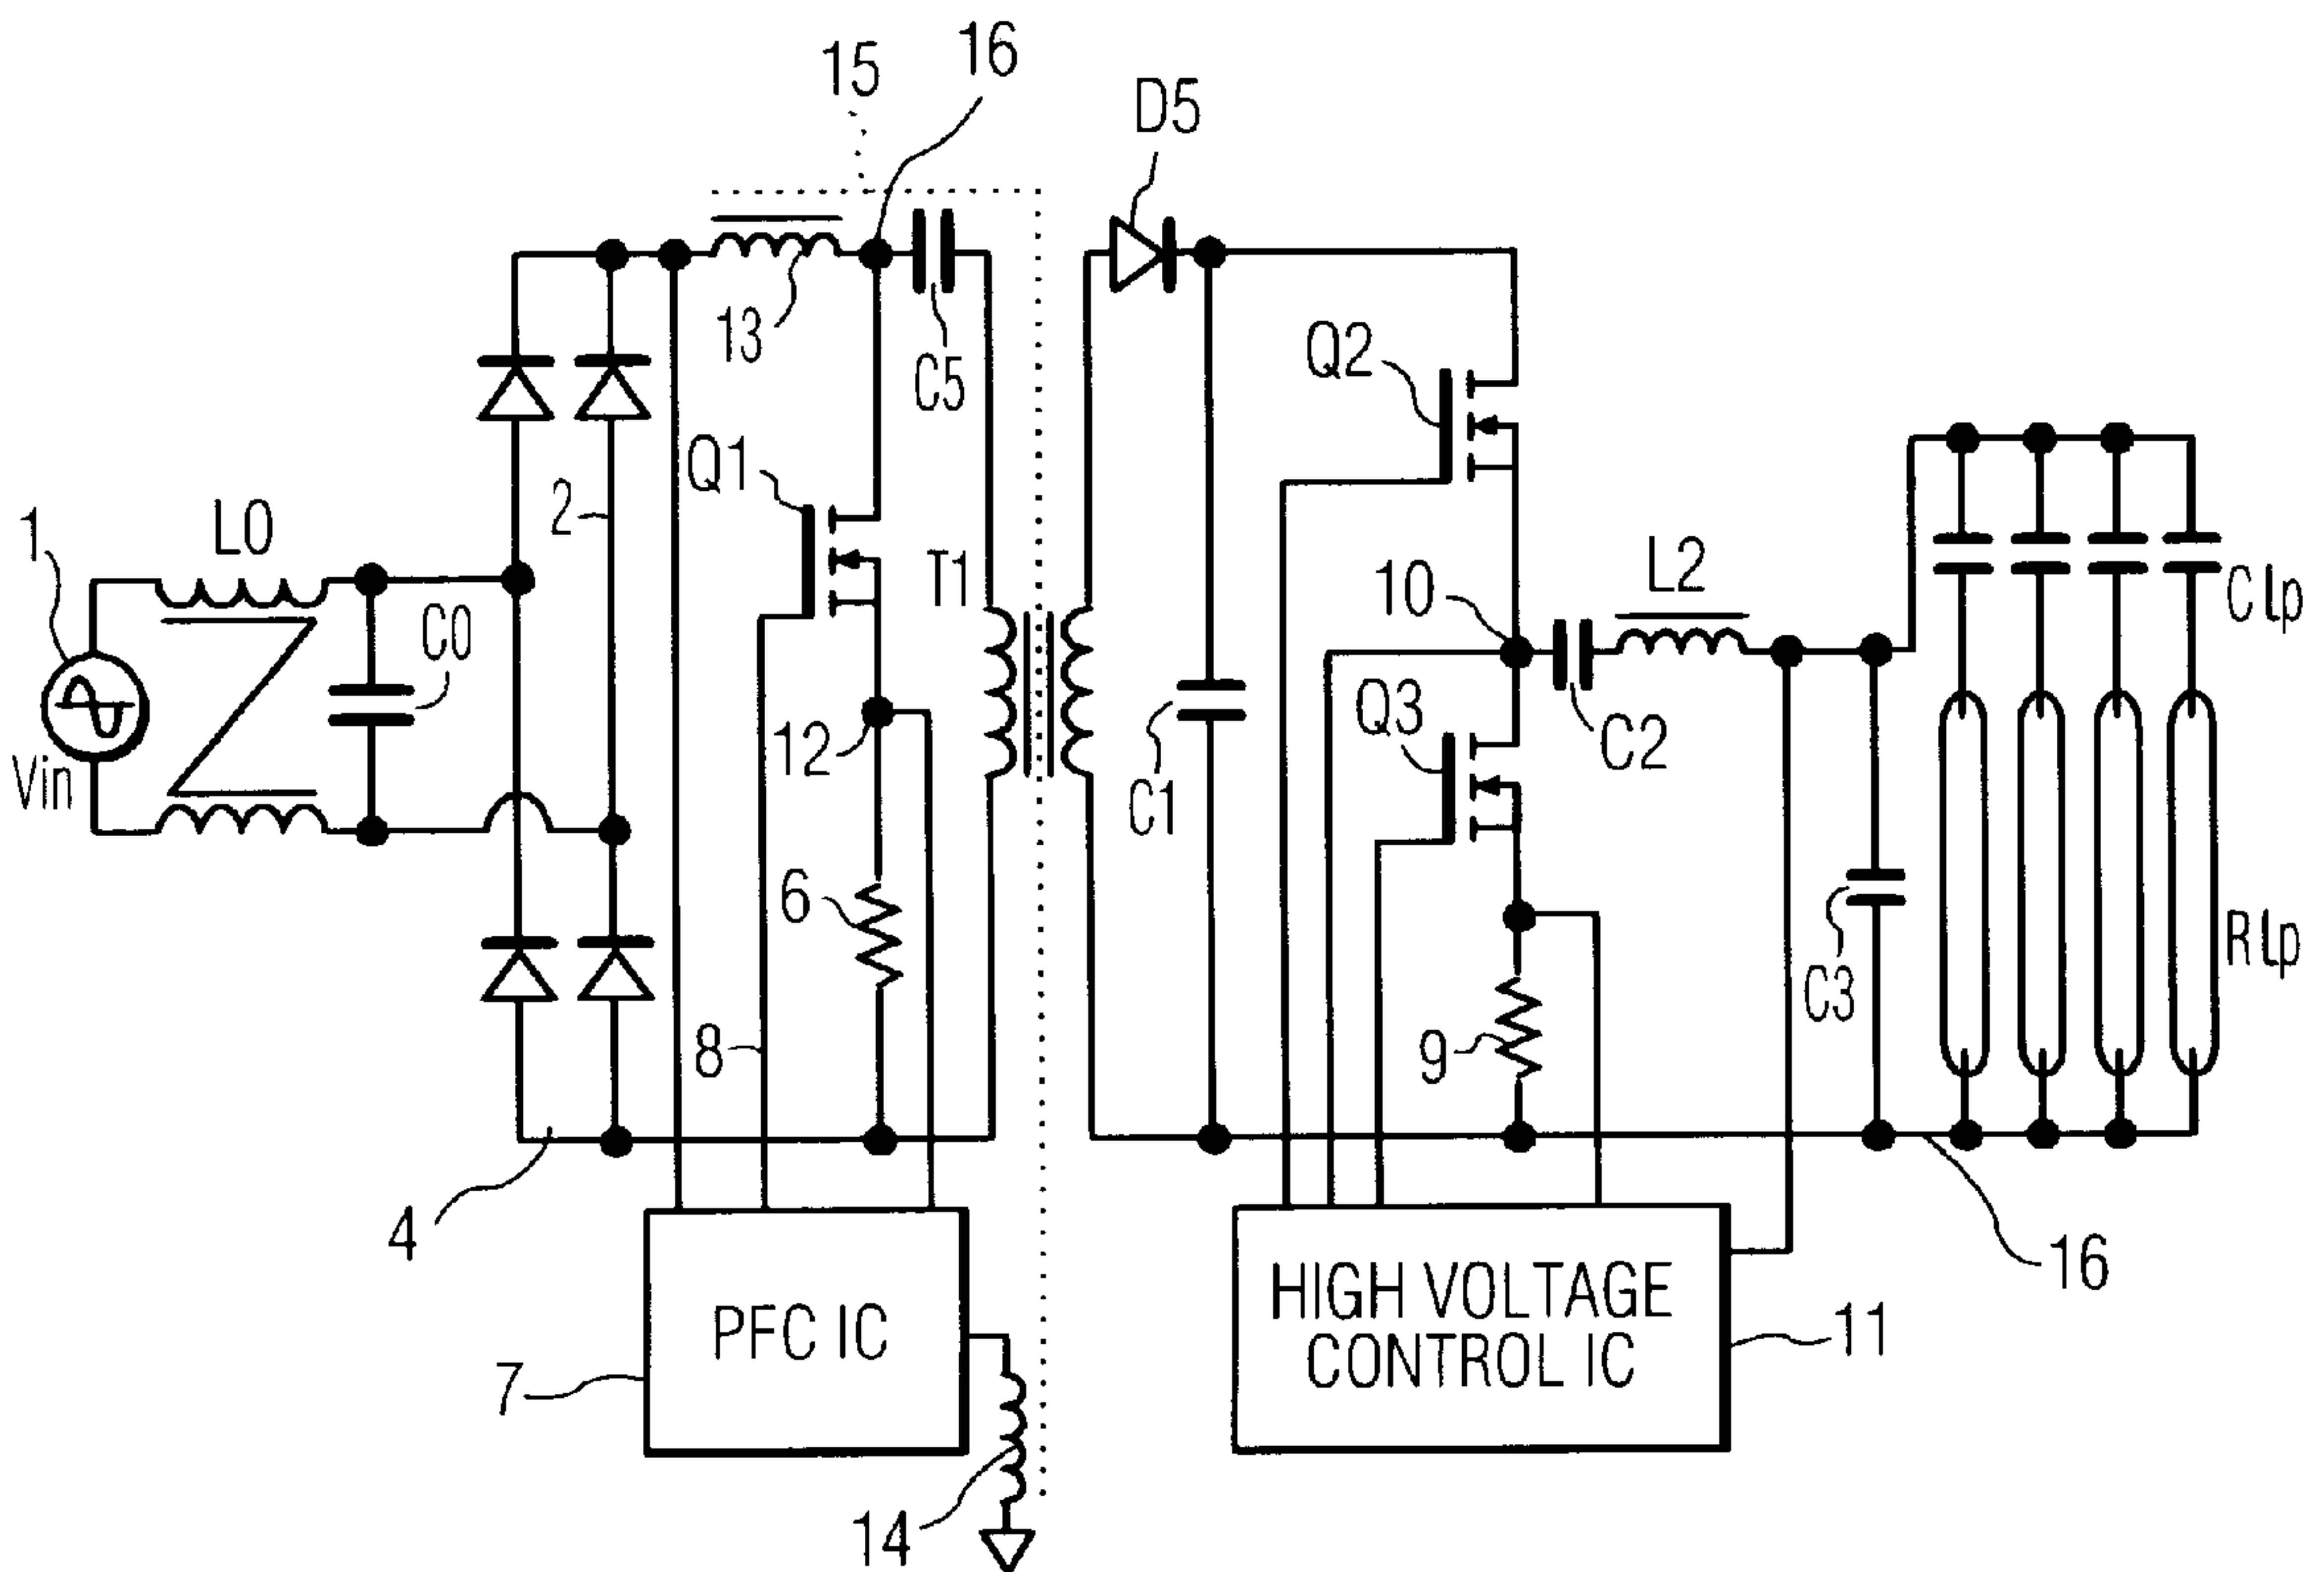 15
16
D5
13
C5
Q2
Q1
2
L0
1
C0
T1
L2
10
Clp
Vin
12
Q3
C2
C1
6
Rlp
C3
8
9
4
16
PFC IC
HIGH VOLTAGE
CONTROL IC
11
7
14